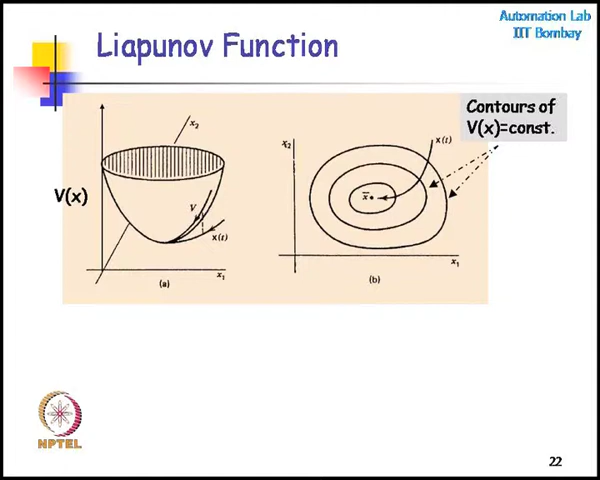 Automation Lab
IIT Bombay
Liapunov Function
Contours of
V(x)=const.
x2
V(x)
V
x(t)
x1
(a)
x2
x(t)
x̄
x1
(b)
NPTEL
22